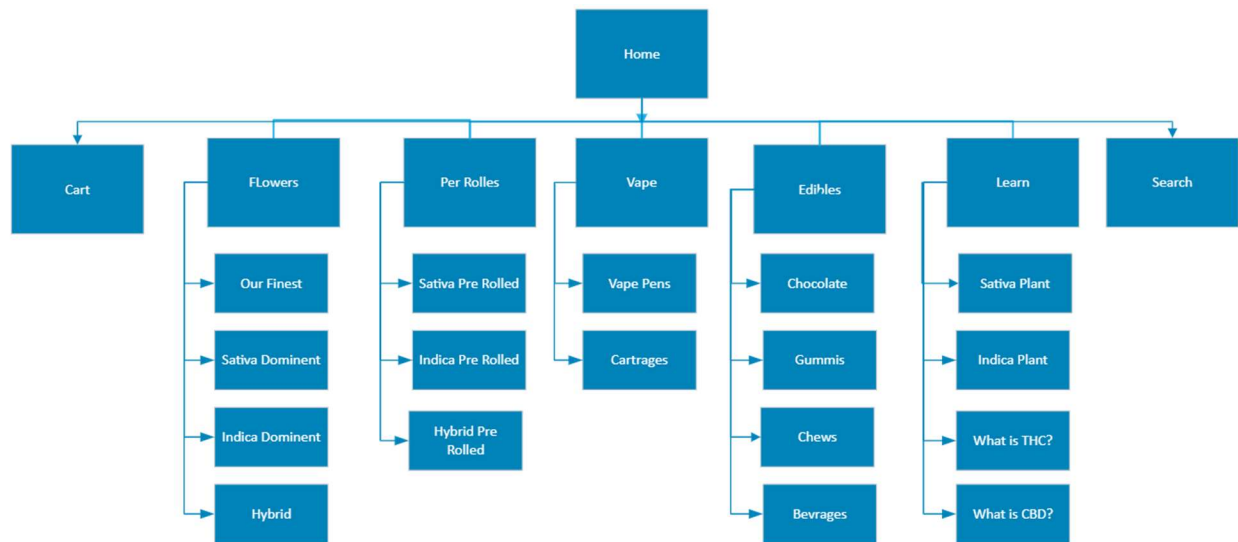 Home
Cart
FLowers
Per Rolles
Vape
Edibles
Learn
Search
Our Finest
Sativa Dominent
Indica Dominent
Hybrid
Sativa Pre Rolled
Indica Pre Rolled
Hybrid Pre
Rolled
Vape Pens
Cartrages
Chocolate
Gummis
Chews
Bevrages
Sativa Plant
Indica Plant
What is THC?
What is CBD?